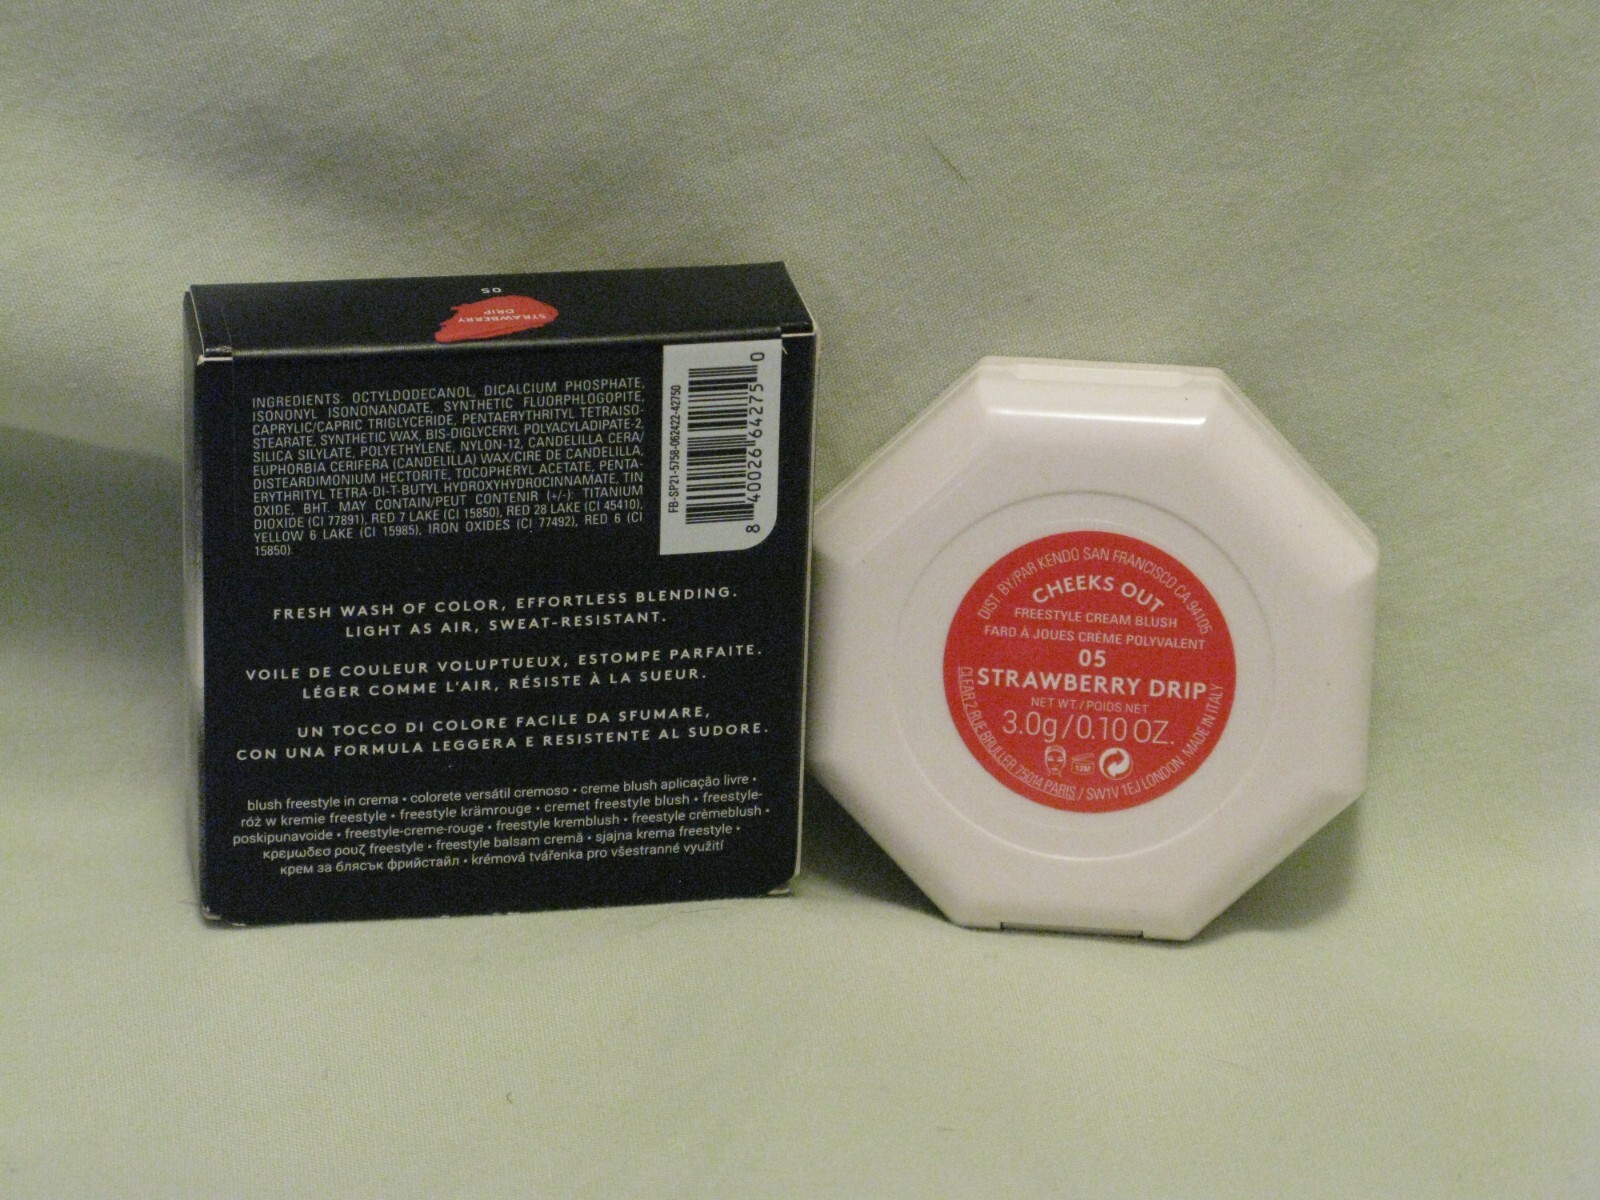 05
STRAWBERRY
DRIP
INGREDIENTS: OCTYLDODECANOL, DICALCIUM PHOSPHATE,
ISONONYL ISONONANOATE, SYNTHETIC FLUORPHLOGOPITE,
CAPRYLIC/CAPRIC TRIGLYCERIDE, PENTAERYTHRITYL TETRAISO-
STEARATE, SYNTHETIC WAX, BIS-DIGLYCERYL POLYACYLADIPATE-2,
SILICA SILYLATE, POLYETHYLENE, NYLON-12, CANDELILLA CERA/
EUPHORBIA CERIFERA (CANDELILLA) WAX/CIRE DE CANDELILLA,
DISTEARDIMONIUM HECTORITE, TOCOPHERYL ACETATE, PENTA-
ERYTHRITYL TETRA-DI-T-BUTYL HYDROXYHYDROCINNAMATE, TIN
OXIDE, BHT. MAY CONTAIN/PEUT CONTENIR (+/-): TITANIUM
DIOXIDE (CI 77891), RED 7 LAKE (CI 15850), RED 28 LAKE (CI 45410),
YELLOW 6 LAKE (CI 15985), IRON OXIDES (CI 77492), RED 6 (CI
15850).
FB-SP21-5758-062422-42750
8 40026 64275 0
FRESH WASH OF COLOR, EFFORTLESS BLENDING.
LIGHT AS AIR, SWEAT-RESISTANT.
VOILE DE COULEUR VOLUPTUEUX, ESTOMPE PARFAITE.
LÉGER COMME L'AIR, RÉSISTE À LA SUEUR.
UN TOCCO DI COLORE FACILE DA SFUMARE,
CON UNA FORMULA LEGGERA E RESISTENTE AL SUDORE.
blush freestyle in crema • colorete versátil cremoso • creme blush aplicação livre •
róż w kremie freestyle • freestyle krämrouge • cremet freestyle blush • freestyle-
poskipunavoide • freestyle-creme-rouge • freestyle kremblush • freestyle crèmeblush •
κρεμωδεσ ρουζ freestyle • freestyle balsam cremă • sjajna krema freestyle •
крем за блясък фрийстайл • krémová tvářenka pro všestranné využití
DIST. BY/PAR KENDO SAN FRANCISCO CA 94105
CHEEKS OUT
FREESTYLE CREAM BLUSH
FARD À JOUES CRÈME POLYVALENT
05
STRAWBERRY DRIP
NET WT./POIDS NET
3.0g/0.10 OZ.
12M
CLEAR 2 RUE BRULLER 75014 PARIS / SW1V 1EJ LONDON MADE IN ITALY